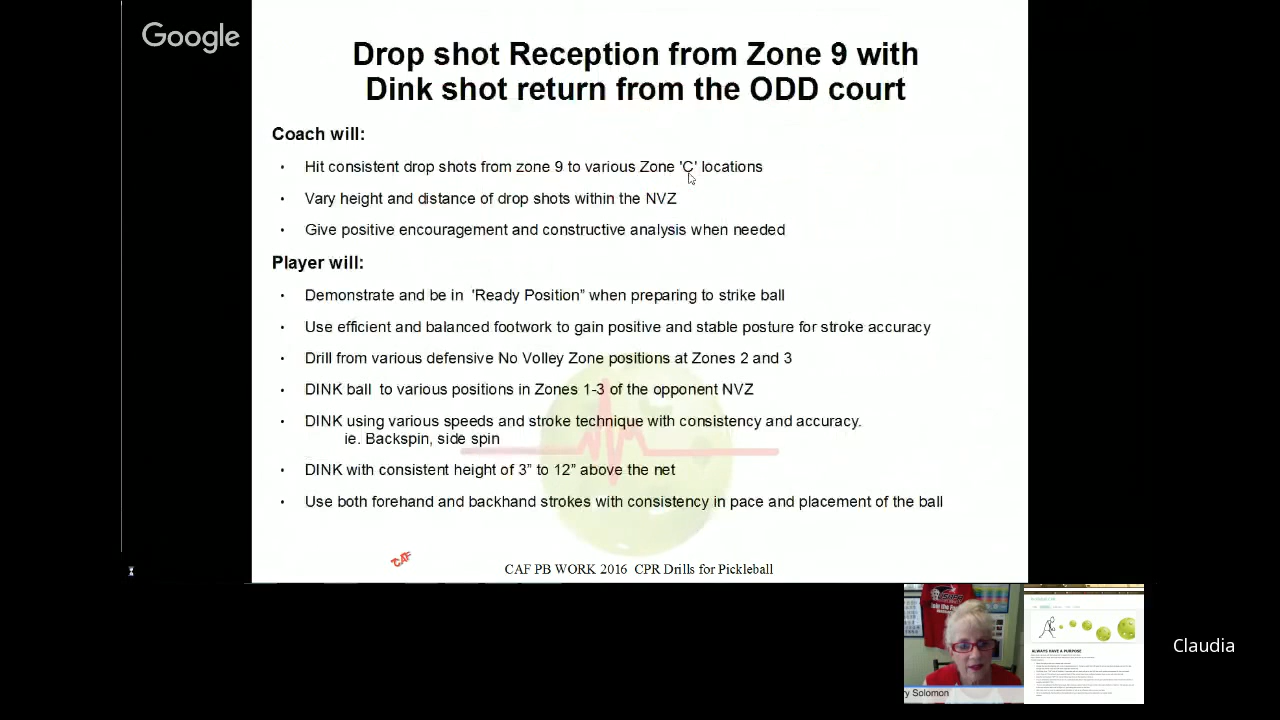 Google
Drop shot Reception from Zone 9 with
Dink shot return from the ODD court
Coach will:
• Hit consistent drop shots from zone 9 to various Zone 'C' locations
• Vary height and distance of drop shots within the NVZ
• Give positive encouragement and constructive analysis when needed
Player will:
• Demonstrate and be in 'Ready Position” when preparing to strike ball
• Use efficient and balanced footwork to gain positive and stable posture for stroke accuracy
• Drill from various defensive No Volley Zone positions at Zones 2 and 3
• DINK ball to various positions in Zones 1-3 of the opponent NVZ
• DINK using various speeds and stroke technique with consistency and accuracy.
ie. Backspin, side spin
• DINK with consistent height of 3” to 12” above the net
• Use both forehand and backhand strokes with consistency in pace and placement of the ball
CAF
CAF PB WORK 2016 CPR Drills for Pickleball
ALWAYS HAVE A PURPOSE
ry Solomon
Claudia